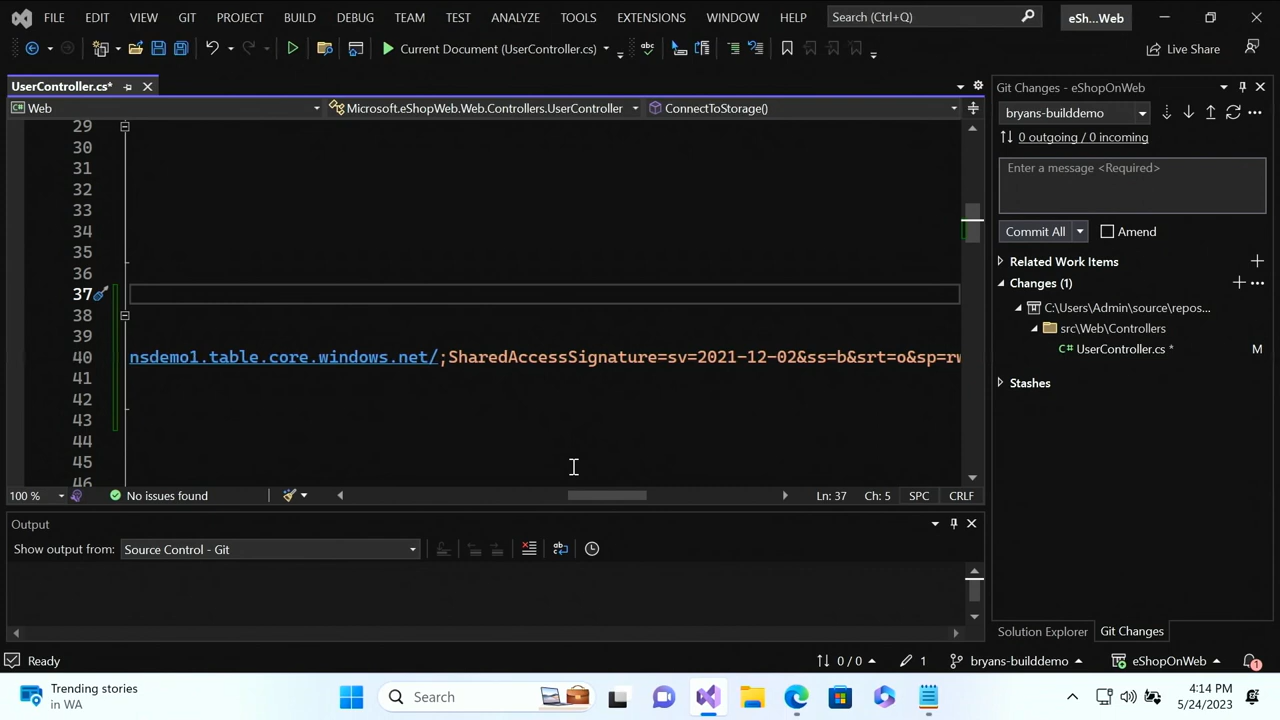 FILE EDIT VIEW GIT PROJECT BUILD DEBUG TEAM TEST ANALYZE TOOLS EXTENSIONS WINDOW HELP Search (Ctrl+Q) eSh...Web
Current Document (UserController.cs) Live Share
UserController.cs*
Git Changes - eShopOnWeb
Web Microsoft.eShopWeb.Web.Controllers.UserController ConnectToStorage()
bryans-builddemo
0 outgoing / 0 incoming
Enter a message <Required>
Commit All Amend
Related Work Items
Changes (1)
C:\Users\Admin\source\repos...
src\Web\Controllers
C# UserController.cs * M
Stashes
29
30
31
32
33
34
35
36
37
38
39
40 nsdemo1.table.core.windows.net/;SharedAccessSignature=sv=2021-12-02&ss=b&srt=o&sp=rw
41
42
43
44
45
46
100 % No issues found Ln: 37 Ch: 5 SPC CRLF
Output
Show output from: Source Control - Git
Solution Explorer Git Changes
Ready 0 / 0 1 bryans-builddemo eShopOnWeb 1
Trending stories
in WA
Search
4:14 PM
5/24/2023